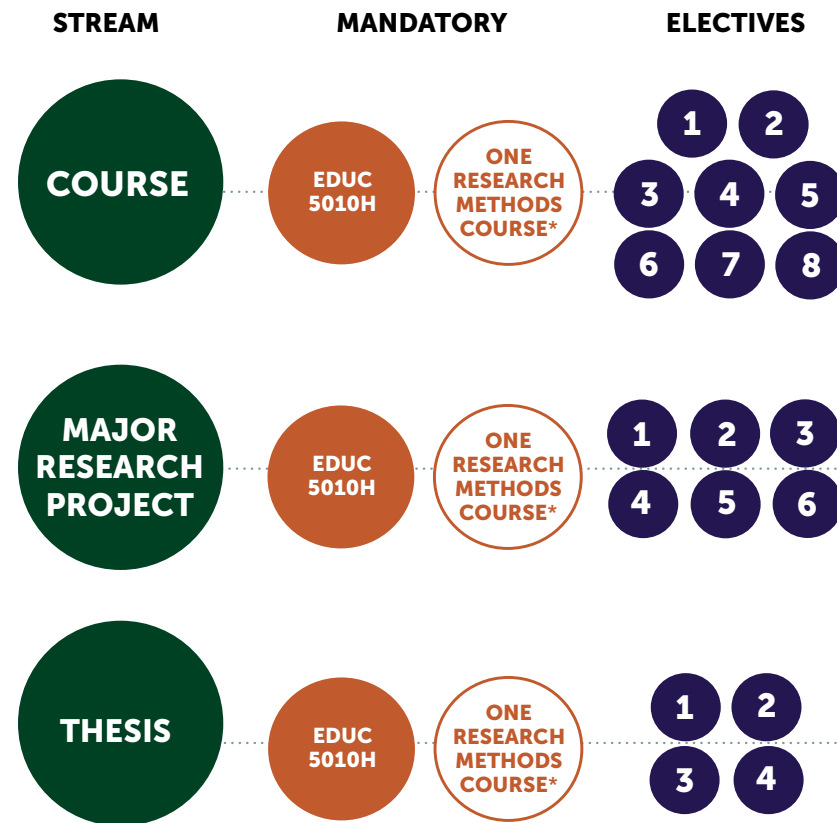 STREAM MANDATORY ELECTIVES
COURSE
EDUC
5010H
ONE
RESEARCH
METHODS
COURSE*
1 2
3 4 5
6 7 8
MAJOR
RESEARCH
PROJECT
EDUC
5010H
ONE
RESEARCH
METHODS
COURSE*
1 2 3
4 5 6
THESIS
EDUC
5010H
ONE
RESEARCH
METHODS
COURSE*
1 2
3 4